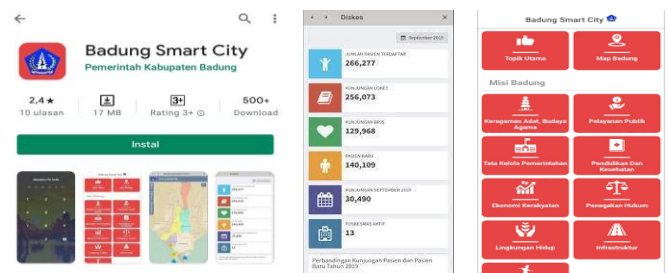 Badung Smart City
Pemerintah Kabupaten Badung
2,4★
10 ulasan
17 MB
3+
Rating 3+
500+
Download
Instal
Diskes
September 2019
JUMLAH PASIEN TERDAFTAR
266,277
KUNJUNGAN UMUM
256,073
KUNJUNGAN BPJS
129,968
PASIEN BARU
140,109
KUNJUNGAN SEPTEMBER 2019
30,490
PUSKESMAS AKTIF
13
Perbandingan Kunjungan Pasien dan Pasien
Baru Tahun 2019
Badung Smart City
Topik Utama
Map Badung
Misi Badung
Keragaman Adat, Budaya
Agama
Pelayanan Publik
Tata Kelola Pemerintahan
Pendidikan Dan
Kesehatan
Ekonomi Kerakyatan
Penegakan Hukum
Lingkungan Hidup
Infrastruktur